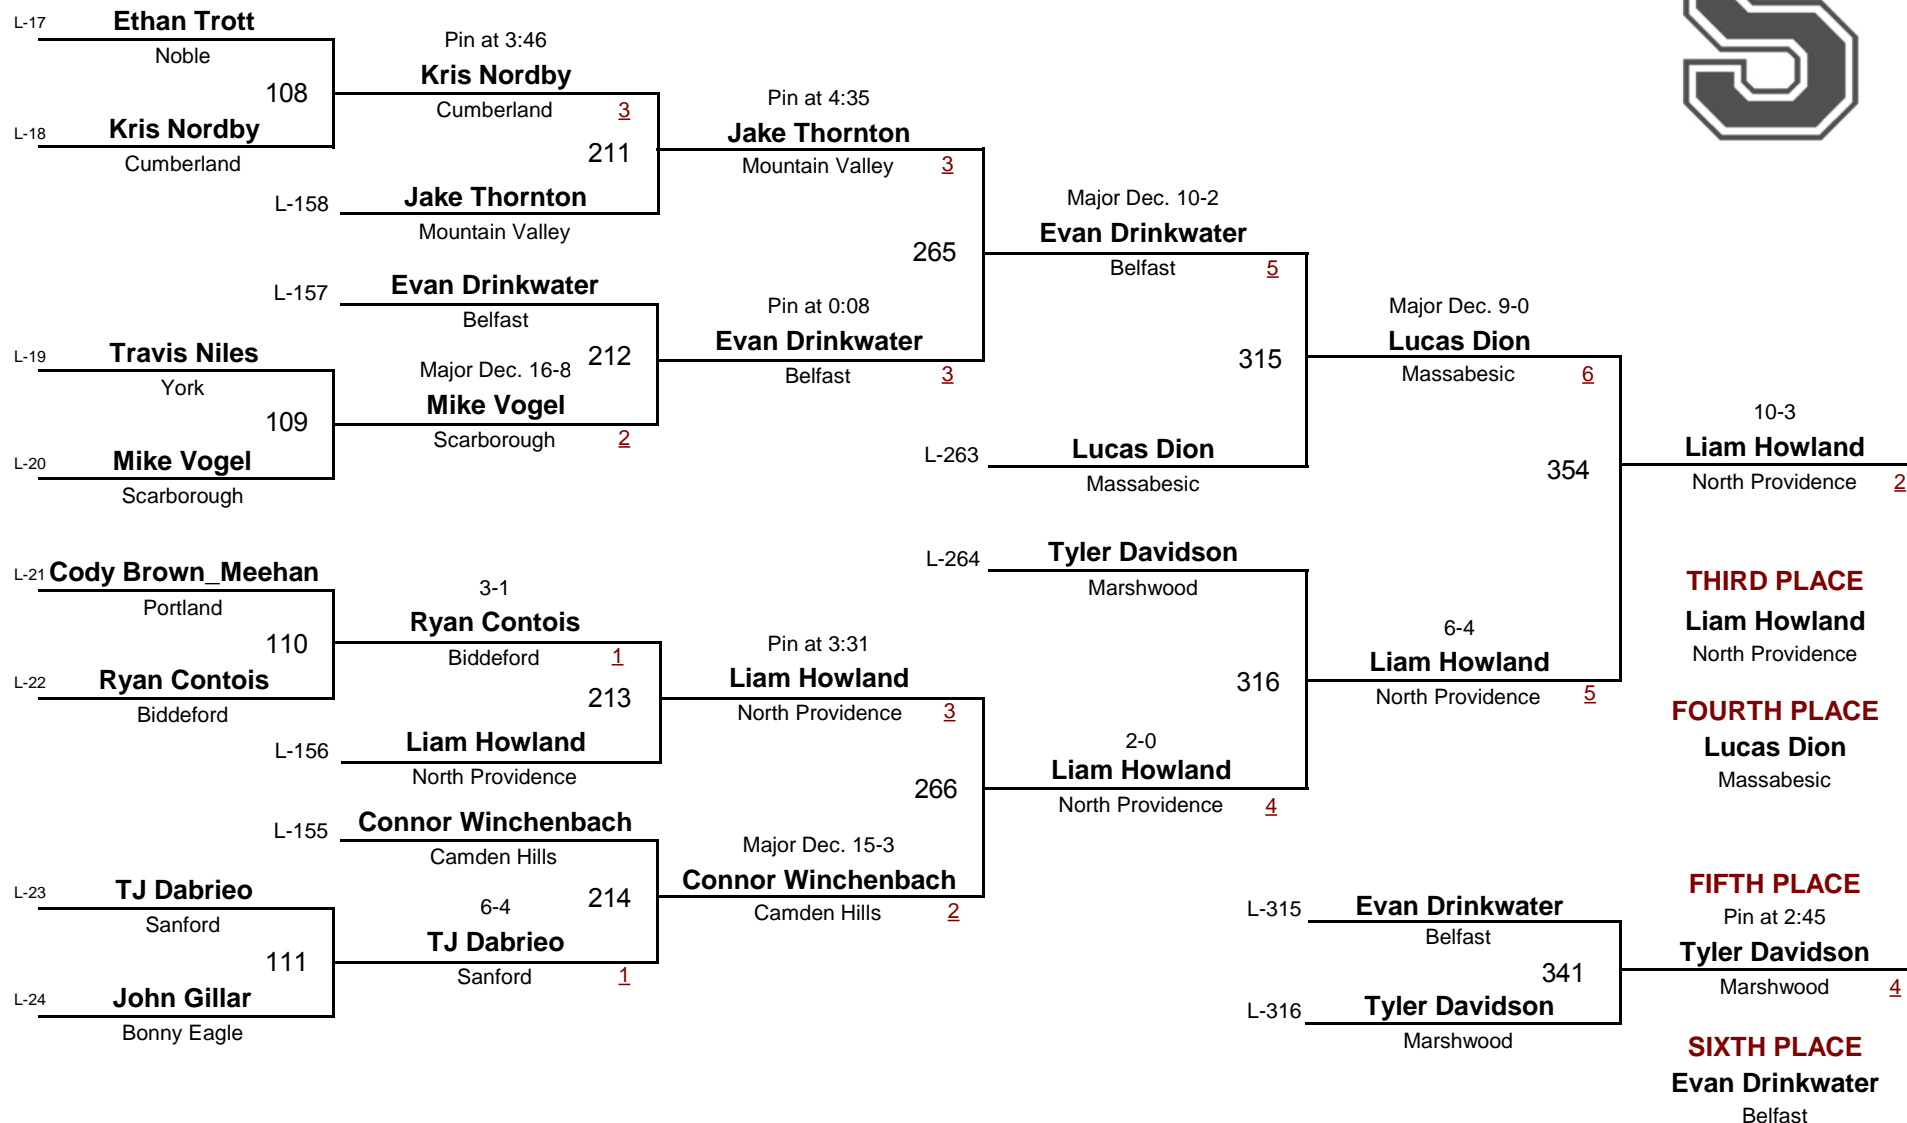 L-17 Ethan Trott
Noble
108
L-18 Kris Nordby
Cumberland
Pin at 3:46
Kris Nordby
Cumberland 3
211
L-158 Jake Thornton
Mountain Valley
Pin at 4:35
Jake Thornton
Mountain Valley 3
L-157 Evan Drinkwater
Belfast
212
L-19 Travis Niles
York
109
L-20 Mike Vogel
Scarborough
Major Dec. 16-8
Mike Vogel
Scarborough 2
Pin at 0:08
Evan Drinkwater
Belfast 3
265
Major Dec. 10-2
Evan Drinkwater
Belfast 5
315
L-263 Lucas Dion
Massabesic
Major Dec. 9-0
Lucas Dion
Massabesic 6
354
10-3
Liam Howland
North Providence 2
L-21 Cody Brown_Meehan
Portland
110
L-22 Ryan Contois
Biddeford
3-1
Ryan Contois
Biddeford 1
213
L-156 Liam Howland
North Providence
Pin at 3:31
Liam Howland
North Providence 3
266
L-155 Connor Winchenbach
Camden Hills
214
L-23 TJ Dabrieo
Sanford
111
L-24 John Gillar
Bonny Eagle
6-4
TJ Dabrieo
Sanford 1
Major Dec. 15-3
Connor Winchenbach
Camden Hills 2
L-264 Tyler Davidson
Marshwood
316
2-0
Liam Howland
North Providence 4
6-4
Liam Howland
North Providence 5
THIRD PLACE
Liam Howland
North Providence
FOURTH PLACE
Lucas Dion
Massabesic
L-315 Evan Drinkwater
Belfast
341
L-316 Tyler Davidson
Marshwood
FIFTH PLACE
Pin at 2:45
Tyler Davidson
Marshwood 4
SIXTH PLACE
Evan Drinkwater
Belfast
S